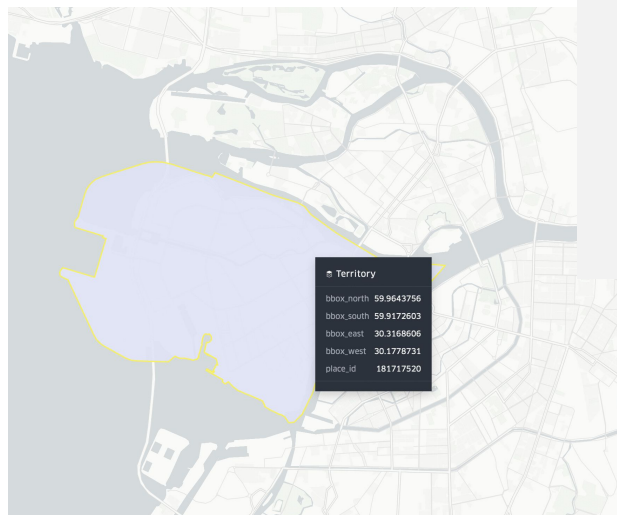 Territory
bbox_north 59.9643756
bbox_south 59.9172603
bbox_east 30.3168606
bbox_west 30.1778731
place_id 181717520